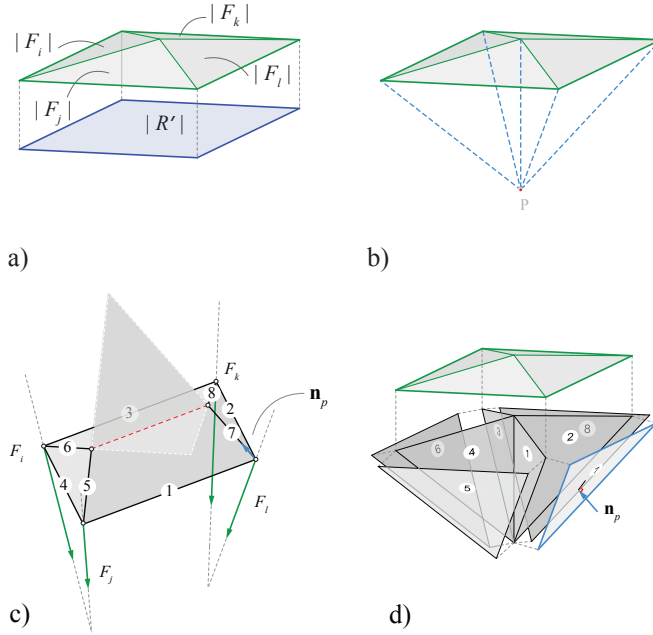 | F_k |
| F_i |
| F_l |
| F_j |
| R′ |
P
a)
b)
F_k
3
8
2
n_p
F_i
6
7
4
5
1
F_l
F_j
c)
3
8
6
4
1
2
7
5
n_p
d)